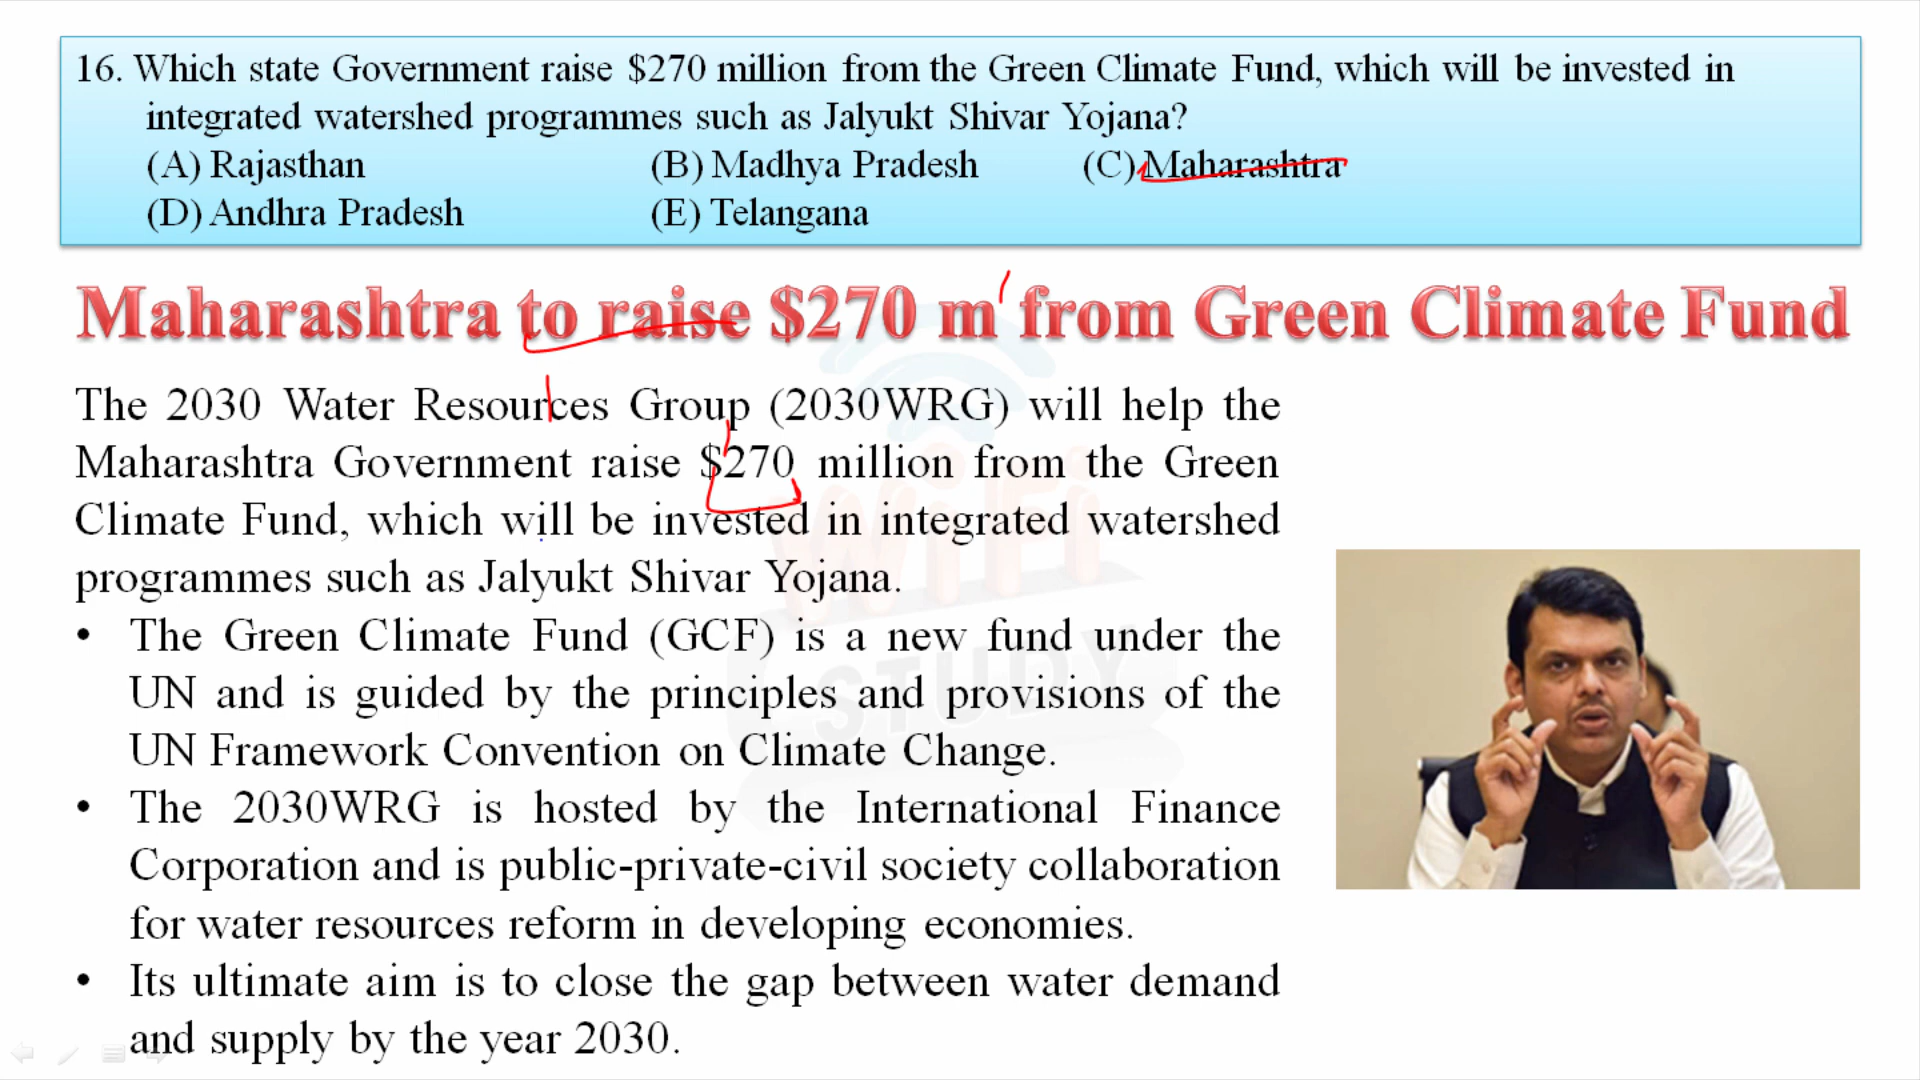 16. Which state Government raise $270 million from the Green Climate Fund, which will be invested in
integrated watershed programmes such as Jalyukt Shivar Yojana?
(A) Rajasthan (B) Madhya Pradesh (C) Maharashtra
(D) Andhra Pradesh (E) Telangana
Maharashtra to raise $270 m from Green Climate Fund
The 2030 Water Resources Group (2030WRG) will help the
Maharashtra Government raise $270 million from the Green
Climate Fund, which will be invested in integrated watershed
programmes such as Jalyukt Shivar Yojana.
• The Green Climate Fund (GCF) is a new fund under the
UN and is guided by the principles and provisions of the
UN Framework Convention on Climate Change.
• The 2030WRG is hosted by the International Finance
Corporation and is public-private-civil society collaboration
for water resources reform in developing economies.
• Its ultimate aim is to close the gap between water demand
and supply by the year 2030.
WiFi
STUDY